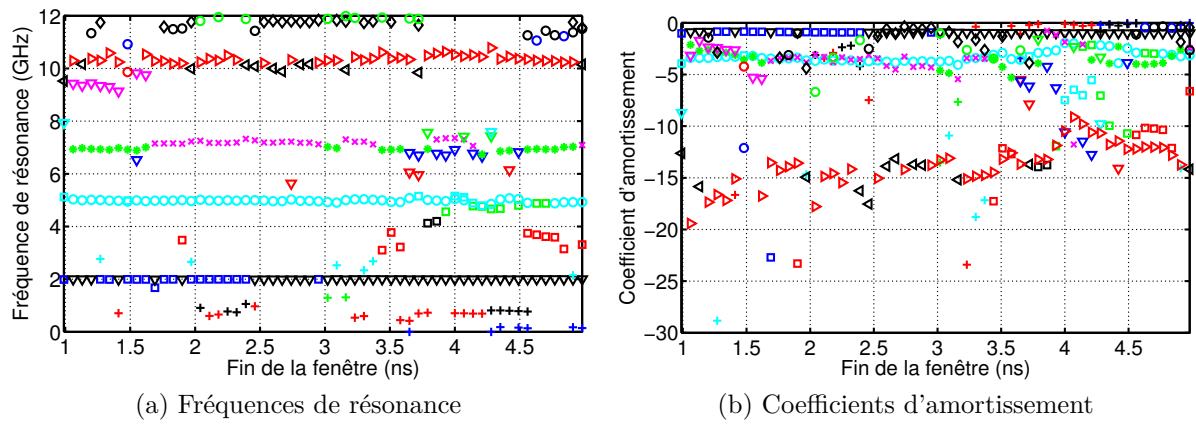 12
10
8
6
4
2
0
Fréquence de résonance (GHz)
1 1.5 2 2.5 3 3.5 4 4.5
Fin de la fenêtre (ns)
(a) Fréquences de résonance
0
−5
−10
−15
−20
−25
−30
Coefficient d'amortissement
1 1.5 2 2.5 3 3.5 4 4.5
Fin de la fenêtre (ns)
(b) Coefficients d'amortissement